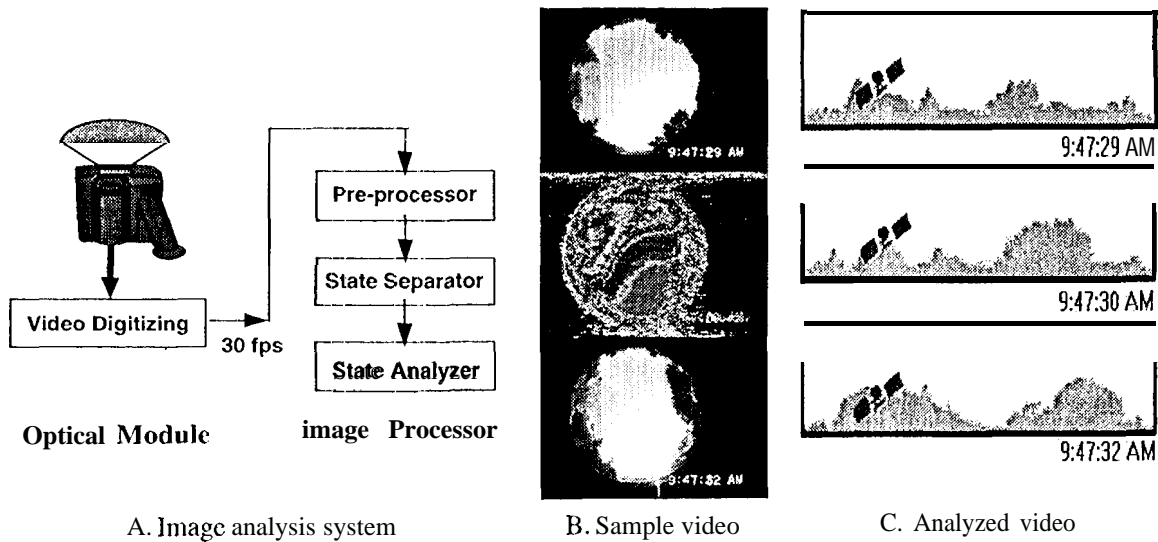 Video Digitizing
30 fps
Optical Module
Pre-processor
State Separator
State Analyzer
image Processor
A. Image analysis system
9:47:29 AM
9:47:32 AM
B. Sample video
9:47:29 AM
9:47:30 AM
9:47:32 AM
C. Analyzed video